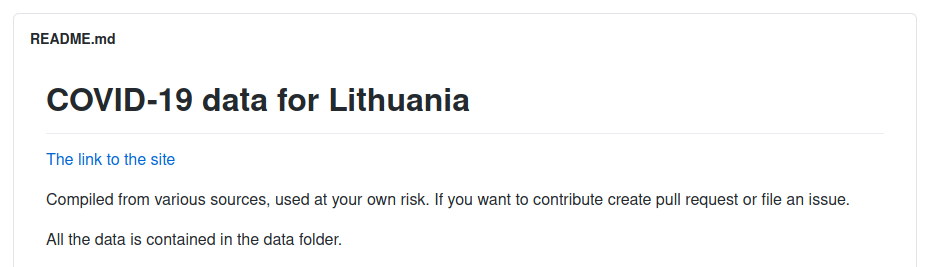 README.md
COVID-19 data for Lithuania
The link to the site
Compiled from various sources, used at your own risk. If you want to contribute create pull request or file an issue.
All the data is contained in the data folder.